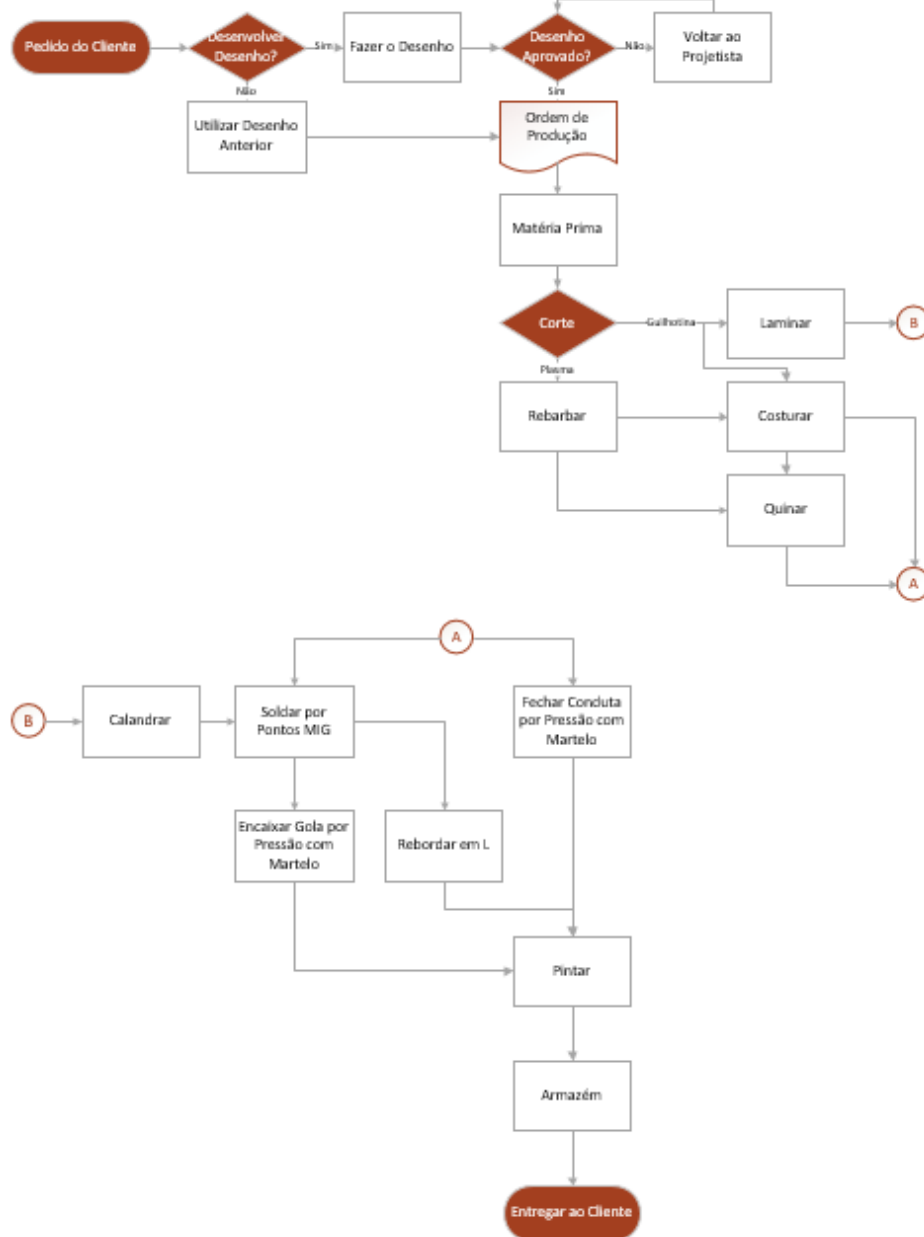 Pedido do Cliente
Desenvolver
Desenho?
Sim
Fazer o Desenho
Desenho
Aprovado?
Não
Voltar ao
Projetista
Não
Sim
Utilizar Desenho
Anterior
Ordem de
Produção
Matéria Prima
Corte
Guilhotina
Laminar
B
Plasma
Rebarbar
Costurar
Quinar
A
A
B
Calandrar
Soldar por
Pontos MIG
Fechar Conduta
por Pressão com
Martelo
Encaixar Gola por
Pressão com
Martelo
Rebordar em L
Pintar
Armazém
Entregar ao Cliente